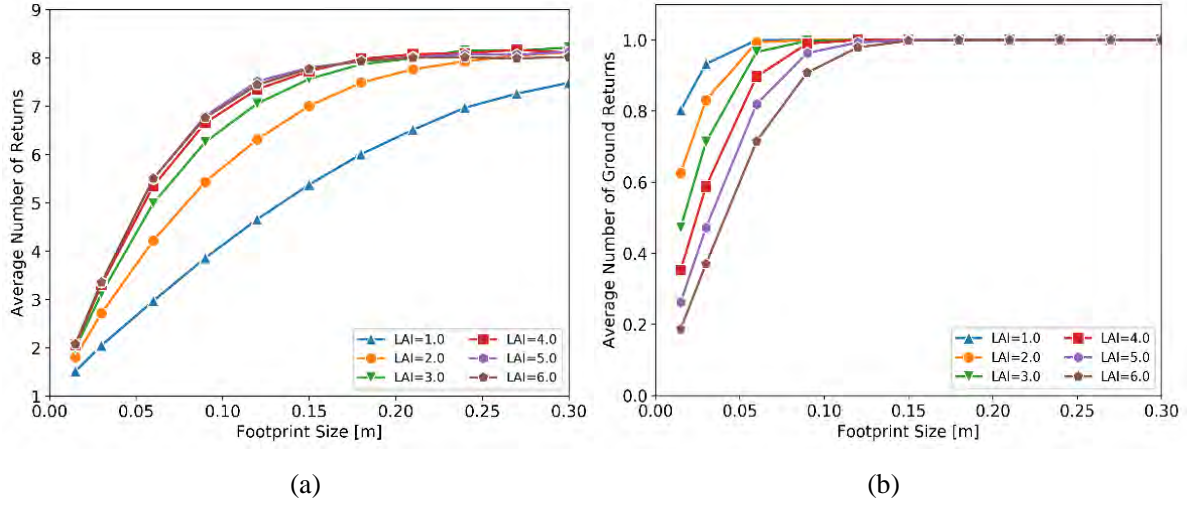 9
8
7
6
5
4
3
2
1
Average Number of Returns
LAI=1.0 LAI=4.0
LAI=2.0 LAI=5.0
LAI=3.0 LAI=6.0
0.00 0.05 0.10 0.15 0.20 0.25 0.30
Footprint Size [m]
(a)
1.0
0.8
0.6
0.4
0.2
0.0
Average Number of Ground Returns
LAI=1.0 LAI=4.0
LAI=2.0 LAI=5.0
LAI=3.0 LAI=6.0
0.00 0.05 0.10 0.15 0.20 0.25 0.30
Footprint Size [m]
(b)